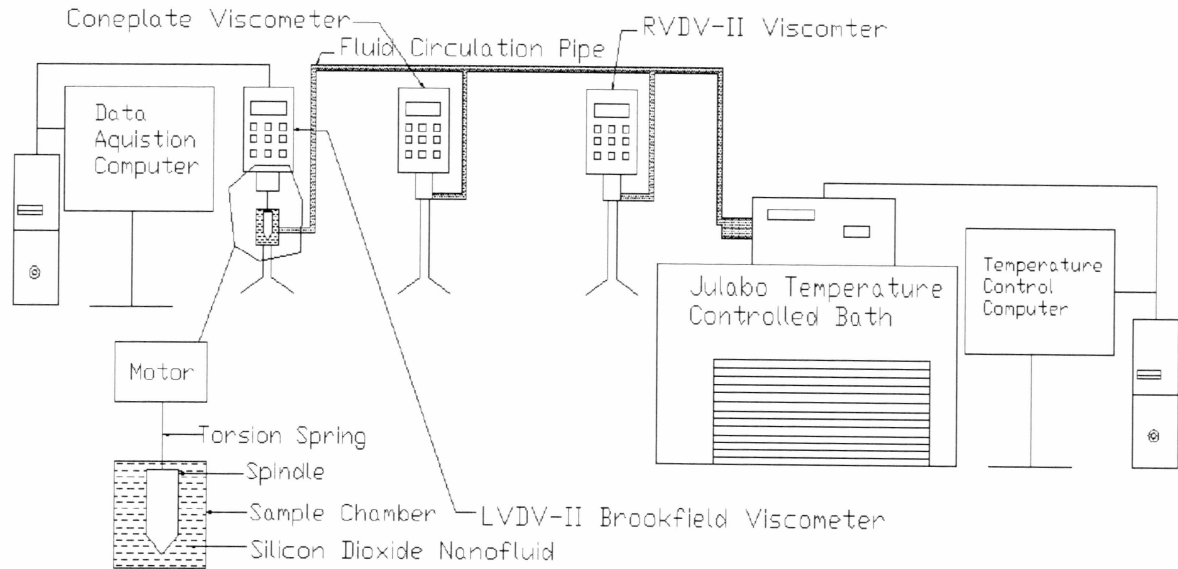 Coneplate Viscometer
RVDV-II Viscomter
Fluid Circulation Pipe
Data
Aquistion
Computer
Julabo Temperature
Controlled Bath
Temperature
Control
Computer
Motor
Torsion Spring
Spindle
Sample Chamber
LVDV-II Brookfield Viscometer
Silicon Dioxide Nanofluid